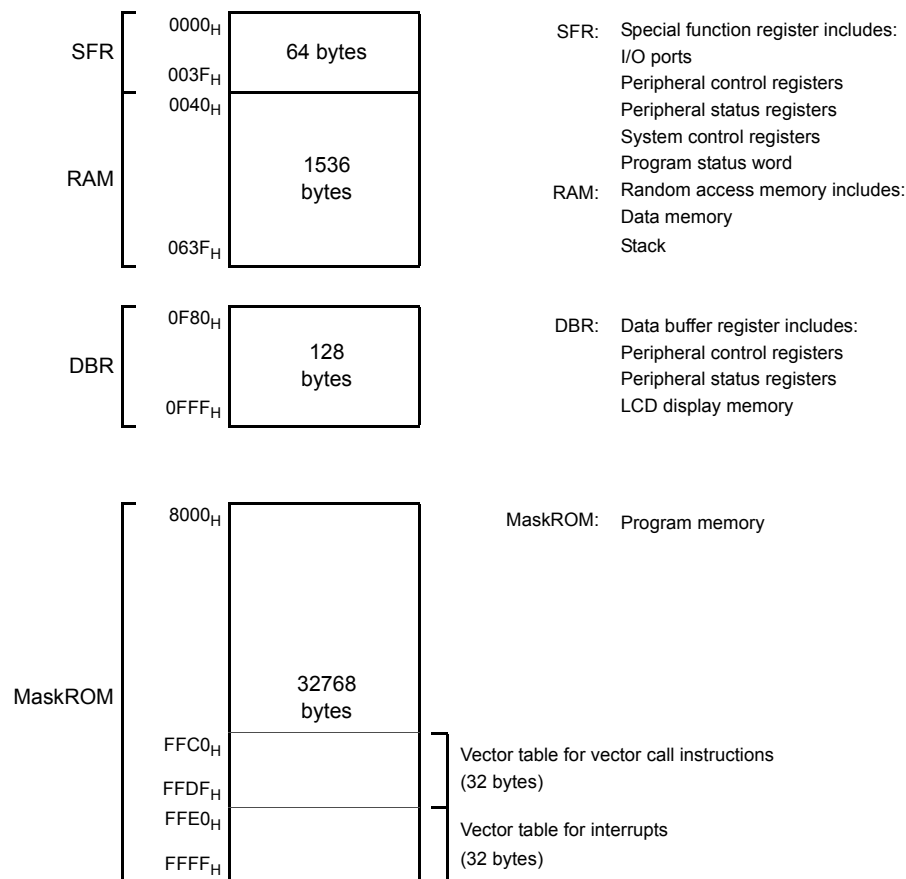 0000H
SFR
64 bytes
003FH
0040H
RAM
1536
bytes
063FH
SFR: Special function register includes:
I/O ports
Peripheral control registers
Peripheral status registers
System control registers
Program status word
RAM: Random access memory includes:
Data memory
Stack
0F80H
DBR
128
bytes
0FFFH
DBR: Data buffer register includes:
Peripheral control registers
Peripheral status registers
LCD display memory
8000H
MaskROM: Program memory
MaskROM
32768
bytes
FFC0H
FFDFH
Vector table for vector call instructions
(32 bytes)
FFE0H
FFFFH
Vector table for interrupts
(32 bytes)